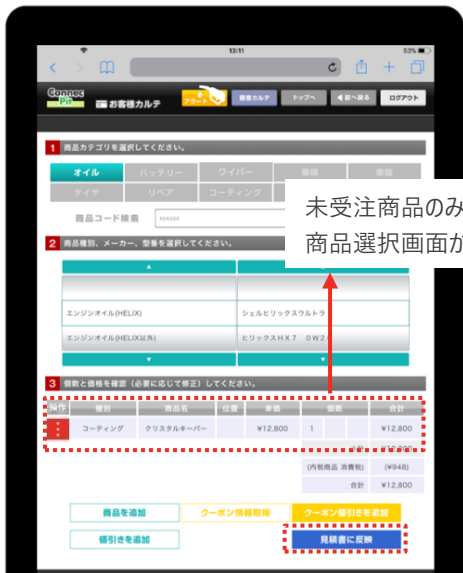 13:11
53%
Connec
Pit
お客様カルテ
アラート
顧客カルテ
トップへ
前へ戻る
ログアウト
1 商品カテゴリを選択してください。
オイル
バッテリー
ワイパー
車検
タイヤ
リペア
コーティング
商品コード検索
xxxxxx
未受注商品のみ
商品選択画面が
2 商品種別、メーカー、型番を選択してください。
エンジンオイル(HELIX)
シェルヒリックスウルトラ
エンジンオイル(HELIX以外)
ヒリックスHX7 0W2
3 個数と価格を確認（必要に応じて修正）してください。
操作 種別 商品名 位置 単価 個数 合計
コーティング クリスタルキーパー ¥12,800 1 ¥12,800
小計 ¥12,800
(内税商品 消費税) (¥948)
合計 ¥12,800
商品を追加
クーポン情報取得
クーポン値引きを追加
値引きを追加
見積書に反映